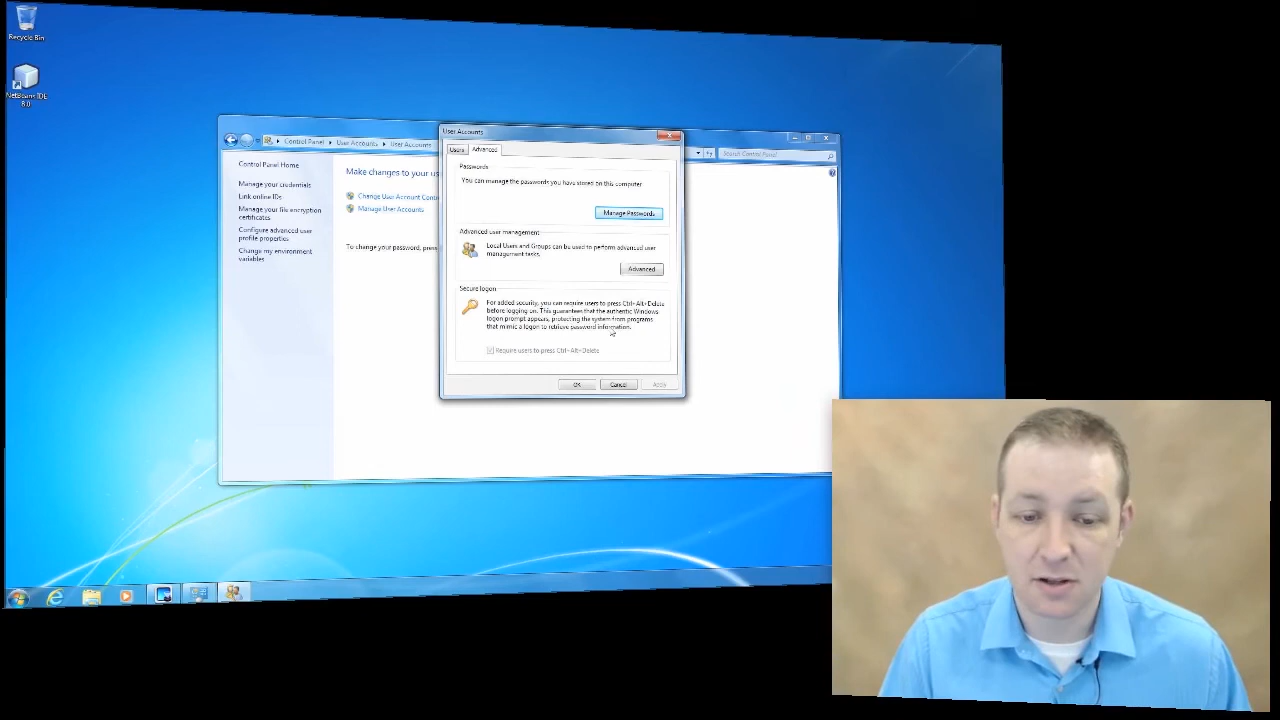 Recycle Bin
NetBeans IDE
8.0
Control Panel
User Accounts
User Accounts
Search Control Panel
Control Panel Home
Manage your credentials
Link online IDs
Manage your file encryption
certificates
Configure advanced user
profile properties
Change my environment
variables
Make changes to your us
Change User Account Contr
Manage User Accounts
To change your password, press
User Accounts
Users
Advanced
Passwords
You can manage the passwords you have stored on this computer
Manage Passwords
Advanced user management
Local Users and Groups can be used to perform advanced user
management tasks.
Advanced
Secure logon
For added security, you can require users to press Ctrl+Alt+Delete
before logging on. This guarantees that the authentic Windows
logon prompt appears, protecting the system from programs
that mimic a logon to retrieve password information.
Require users to press Ctrl+Alt+Delete
OK
Cancel
Apply